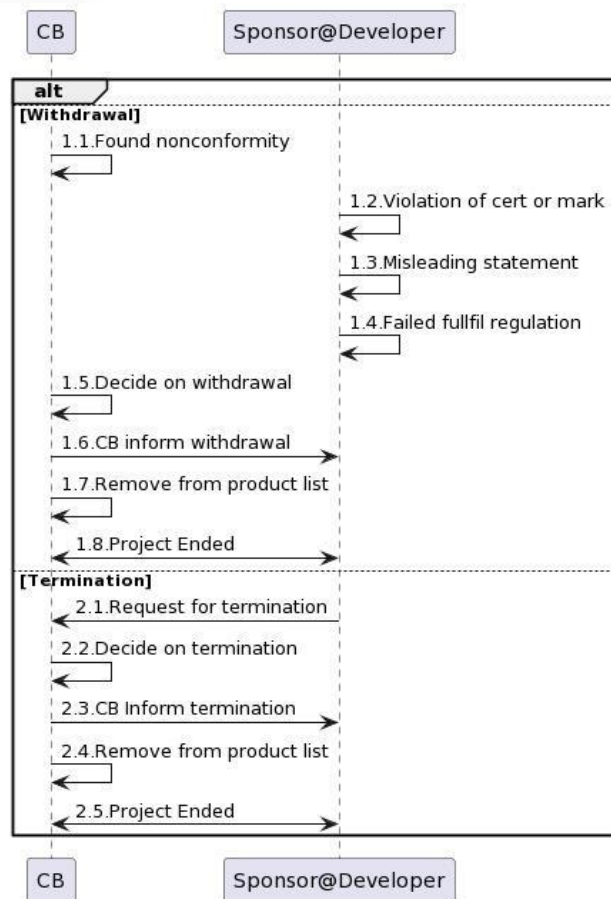 CB
Sponsor@Developer
alt
[Withdrawal]
1.1.Found nonconformity
1.2.Violation of cert or mark
1.3.Misleading statement
1.4.Failed fullfil regulation
1.5.Decide on withdrawal
1.6.CB inform withdrawal
1.7.Remove from product list
1.8.Project Ended
[Termination]
2.1.Request for termination
2.2.Decide on termination
2.3.CB Inform termination
2.4.Remove from product list
2.5.Project Ended
CB
Sponsor@Developer